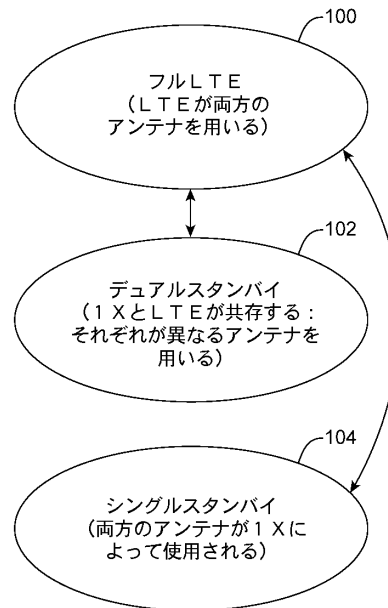 100
フルLTE
(LTEが両方の
アンテナを用いる)
102
デュアルスタンバイ
(1XとLTEが共存する:
それぞれが異なるアンテナを
用いる)
104
シングルスタンバイ
(両方のアンテナが1Xに
よって使用される)